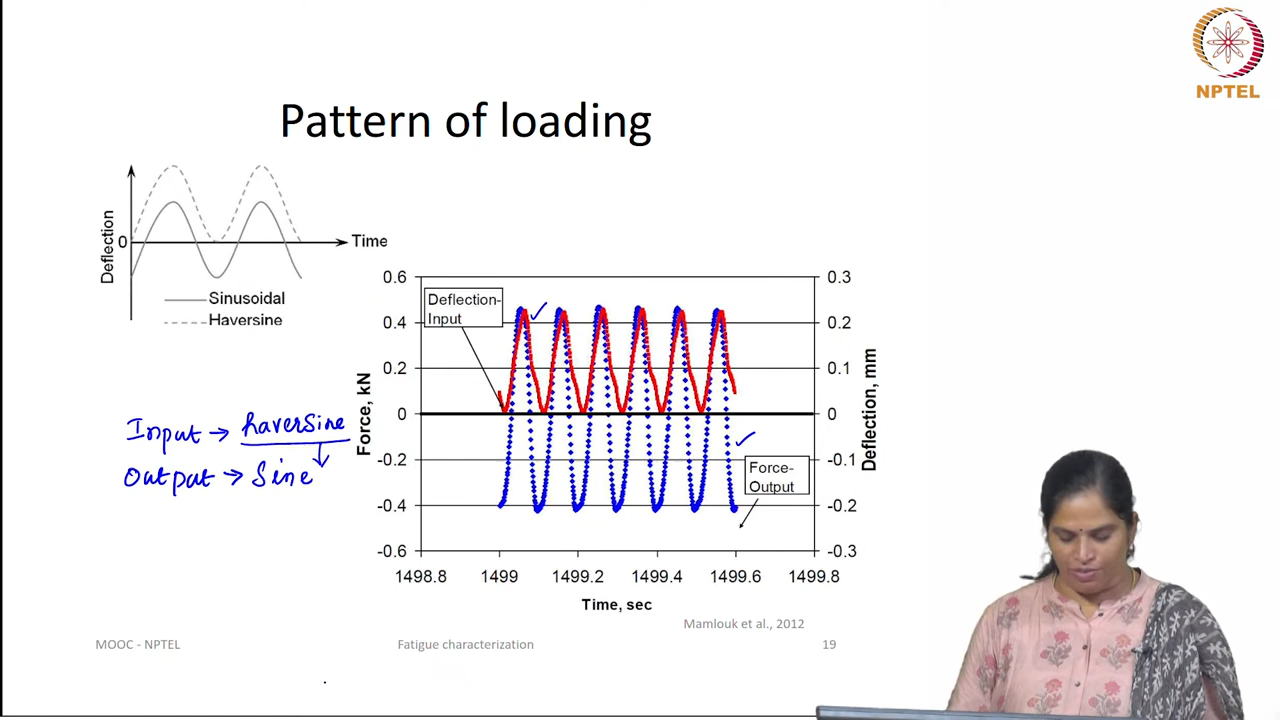 NPTEL
Pattern of loading
Deflection
0
Time
Sinusoidal
Haversine
Input → haversine
Output → Sine
Deflection-
Input
Force-
Output
Force, kN
0.6
0.4
0.2
0
-0.2
-0.4
-0.6
0.3
0.2
0.1
0
-0.1
-0.2
-0.3
Deflection, mm
1498.8 1499 1499.2 1499.4 1499.6 1499.8
Time, sec
Mamlouk et al., 2012
MOOC - NPTEL
Fatigue characterization
19